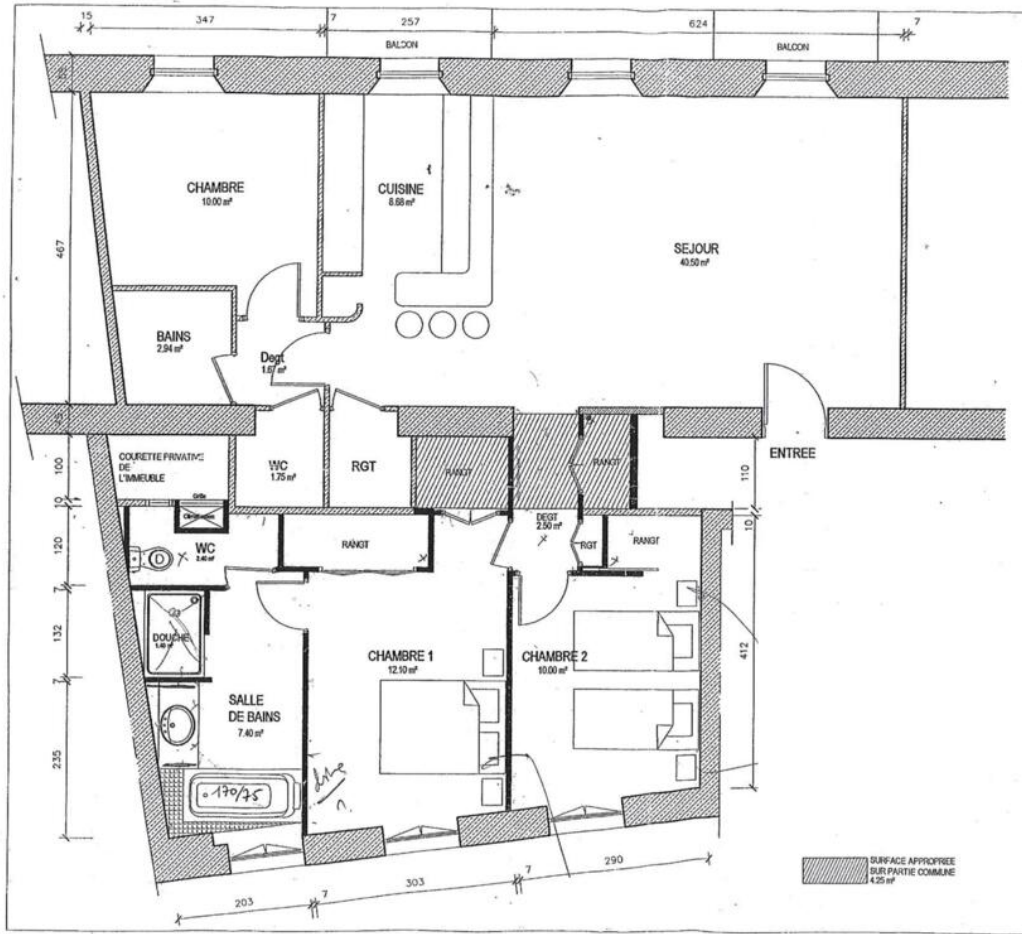 15
347
7
257
624
7
BALCON
BALCON
CHAMBRE
10.00 m²
CUISINE
8.68 m²
SEJOUR
40.50 m²
467
BAINS
2.94 m²
Degt
ENTREE
COURETTE PRIVATIVE
DE
L'IMMEUBLE
WC
1.75 m²
RGT
RANGT
RANGT
100
110
10
10
DEGT
2.50 m²
RANGT
RGT
RANGT
120
WC
D
7
132
DOUCHE
7
CHAMBRE 1
12.10 m²
CHAMBRE 2
10.00 m²
412
SALLE
DE BAINS
7.40 m²
235
170/75
203
7
303
7
290
SURFACE APPROPRIEE
SUR PARTIE COMMUNE
4.25 m²